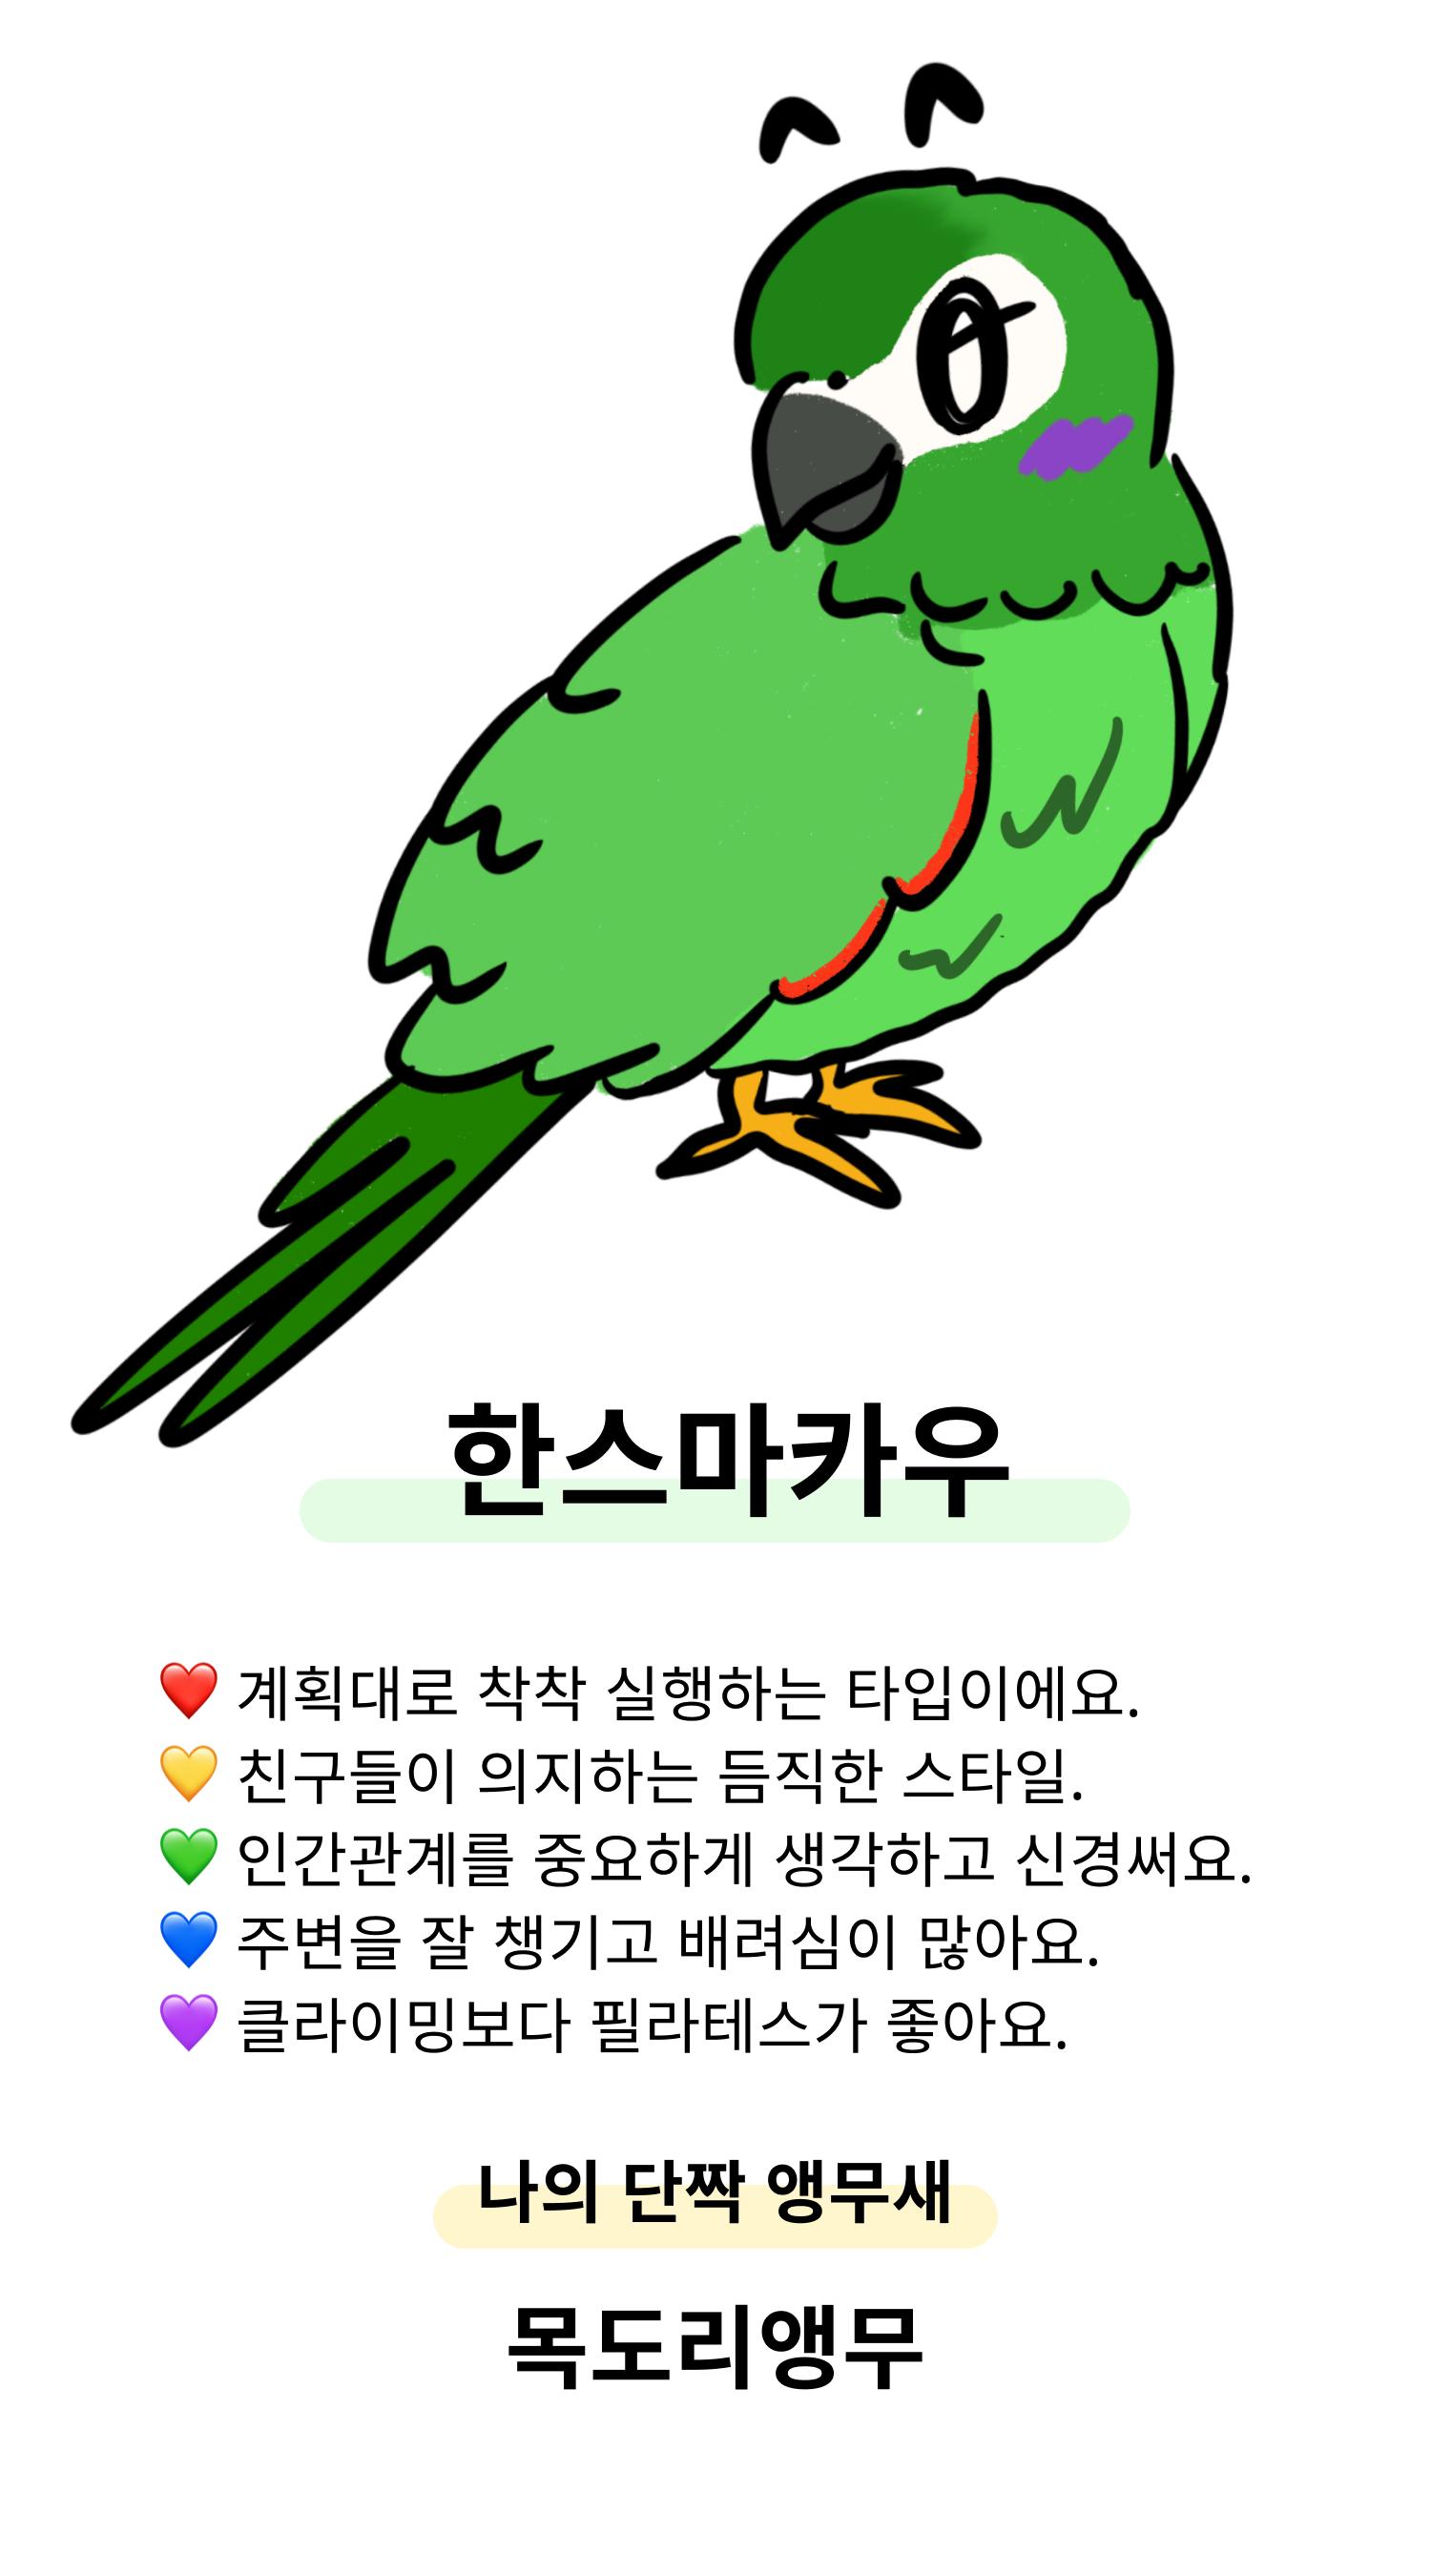 한스마카우
❤️ 계획대로 착착 실행하는 타입이에요.
💛 친구들이 의지하는 듬직한 스타일.
💚 인간관계를 중요하게 생각하고 신경써요.
💙 주변을 잘 챙기고 배려심이 많아요.
💜 클라이밍보다 필라테스가 좋아요.
나의 단짝 앵무새
목도리앵무